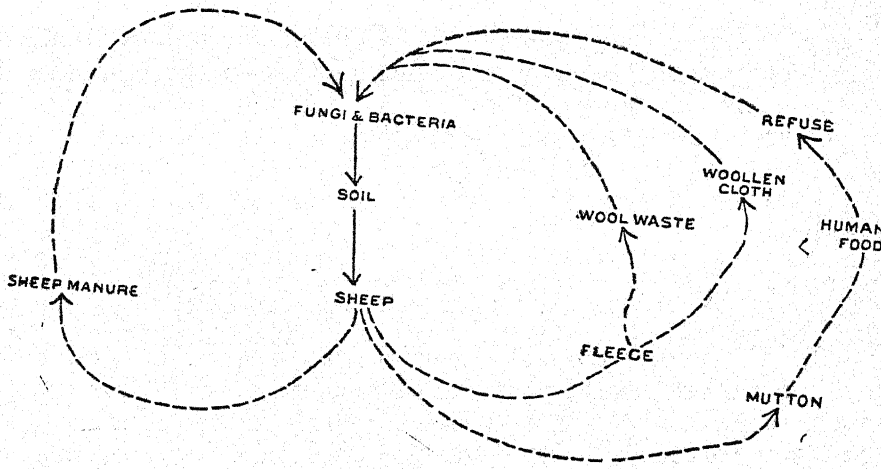 FUNGI & BACTERIA
REFUSE
WOOLLEN
CLOTH
SOIL
WOOL WASTE
HUMAN
FOOD
SHEEP MANURE
SHEEP
FLEECE
MUTTON